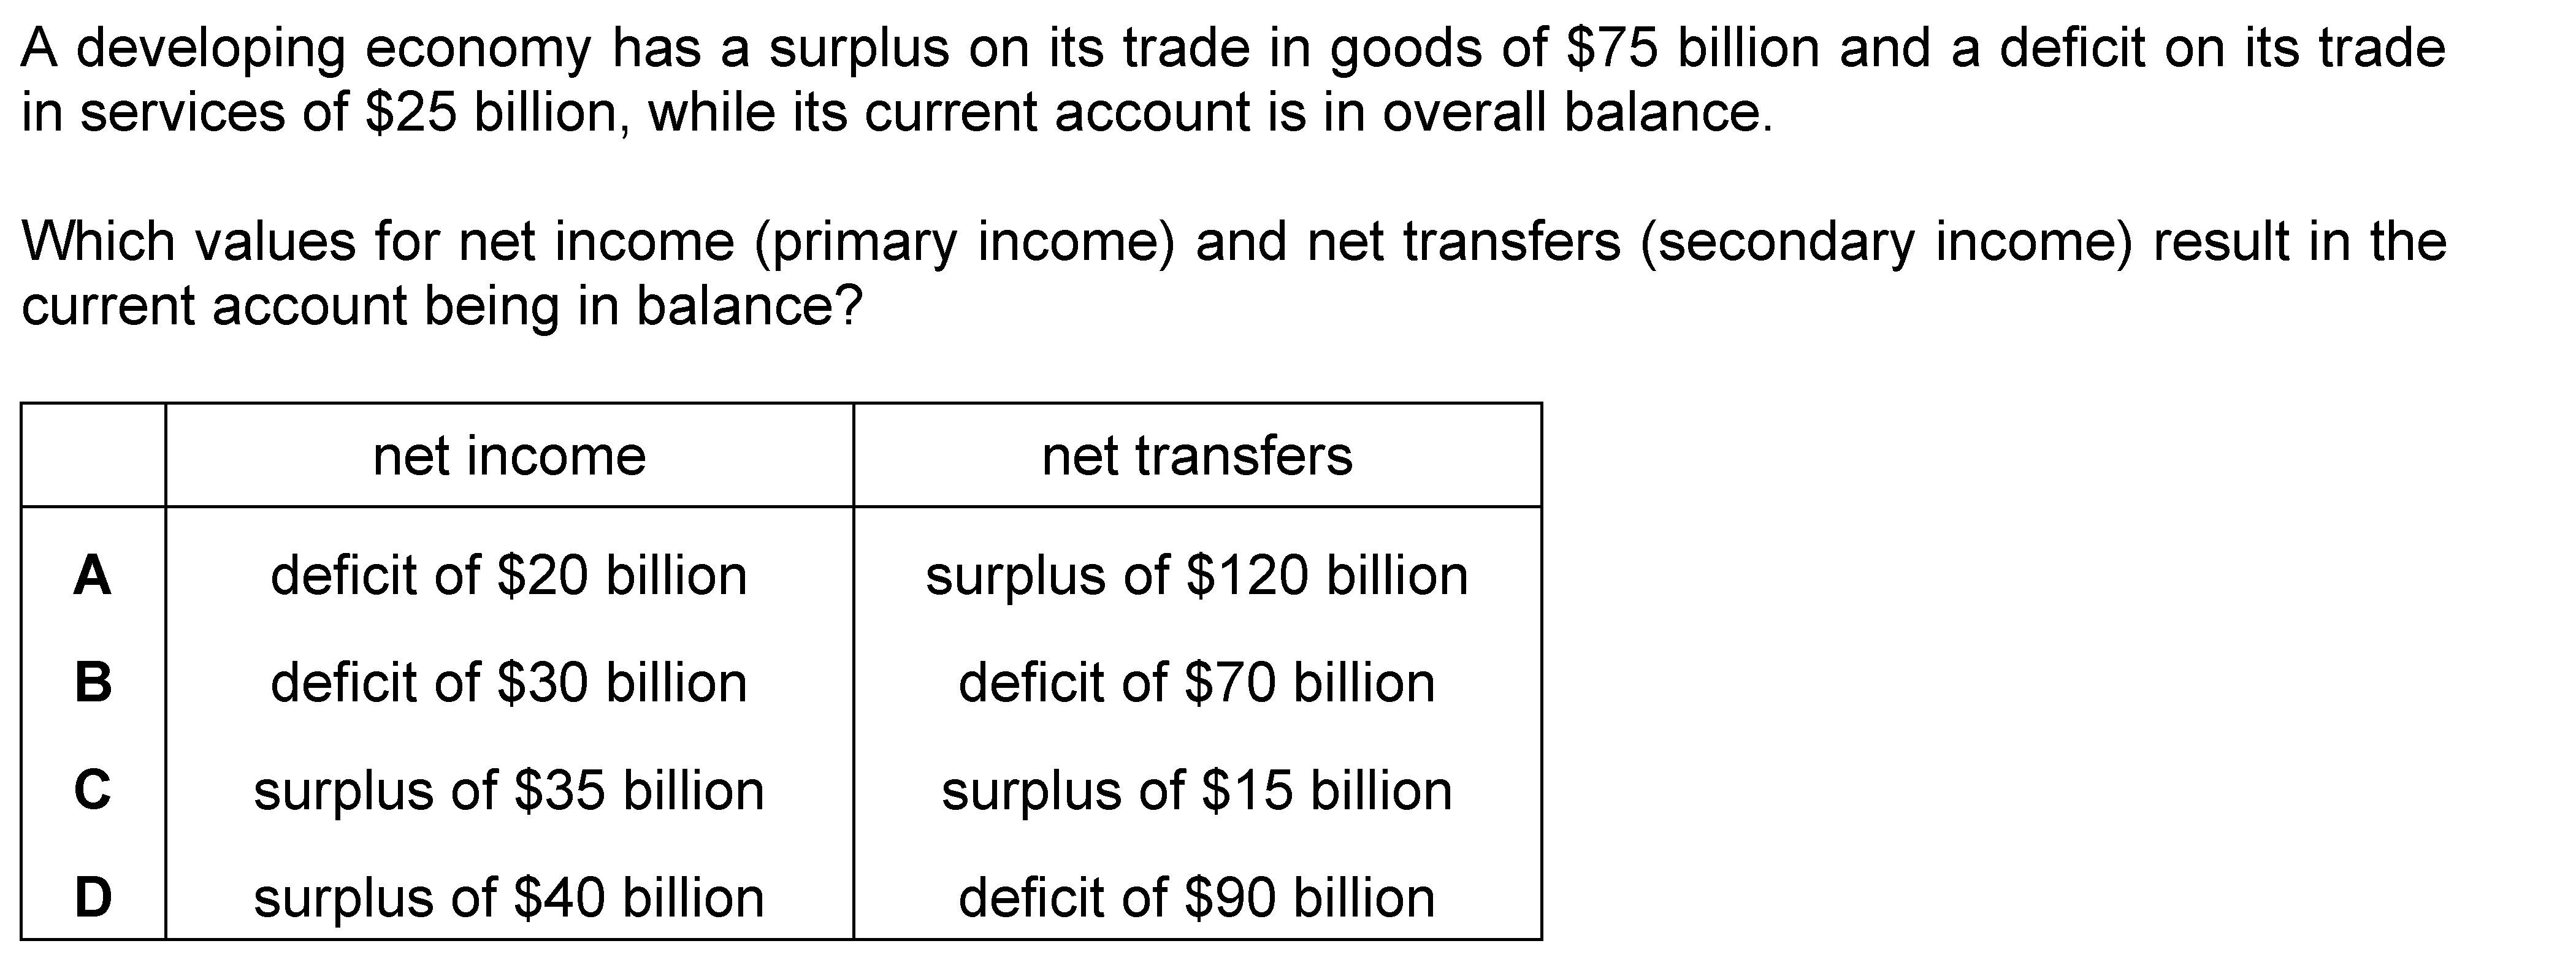 A developing economy has a surplus on its trade in goods of $75 billion and a deficit on its trade
in services of $25 billion, while its current account is in overall balance.
Which values for net income (primary income) and net transfers (secondary income) result in the
current account being in balance?
net income net transfers
A deficit of $20 billion surplus of $120 billion
B deficit of $30 billion deficit of $70 billion
C surplus of $35 billion surplus of $15 billion
D surplus of $40 billion deficit of $90 billion